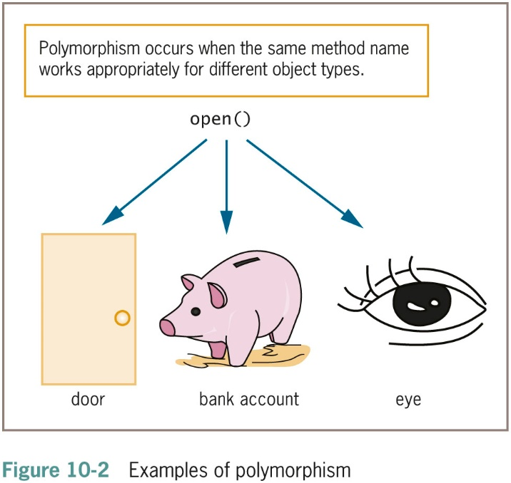 Polymorphism occurs when the same method name
works appropriately for different object types.
open()
door bank account eye
Figure 10-2 Examples of polymorphism